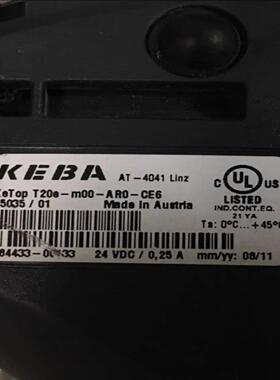 KEBA AT-4041 Linz
eTop T20e-m00-AR0-CE6
5035 / 01 Made in Austria
C UL US
LISTED
IND.CONT.EQ.
21 YA
Ta: 0°C...+45°
24 VDC / 0,25 A mm/yy: 08/11